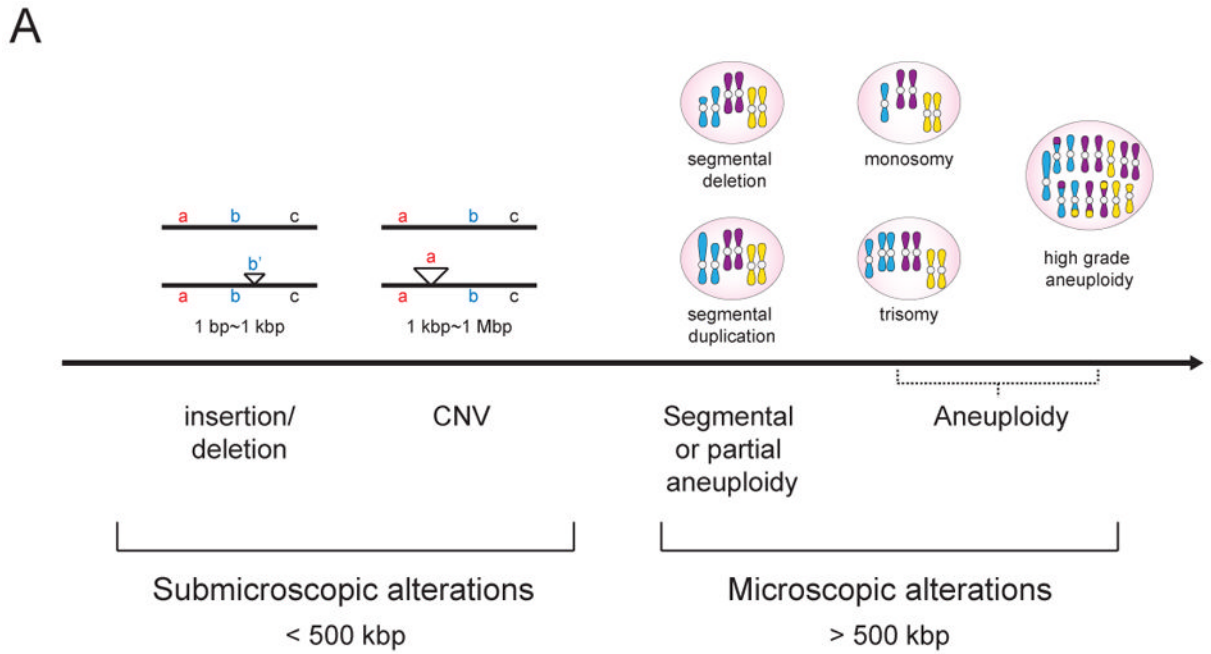 A
segmental
deletion
monosomy
a b c
a b c
b'
a
a b c
a b c
1 bp~1 kbp
1 kbp~1 Mbp
segmental
duplication
trisomy
high grade
aneuploidy
insertion/
deletion
CNV
Segmental
or partial
aneuploidy
Aneuploidy
Submicroscopic alterations
< 500 kbp
Microscopic alterations
> 500 kbp